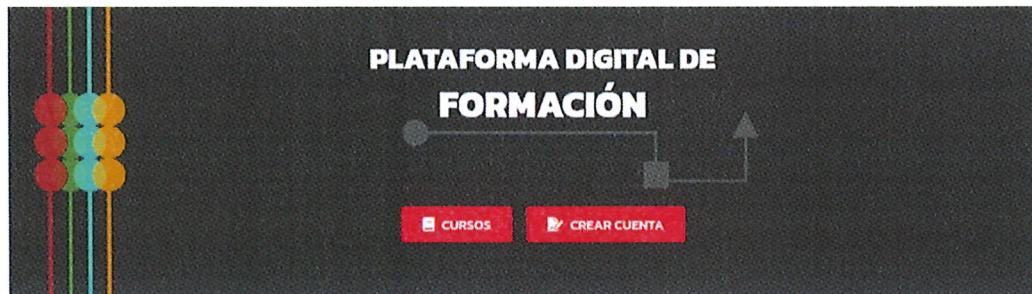 PLATAFORMA DIGITAL DE
FORMACIÓN
CURSOS
CREAR CUENTA